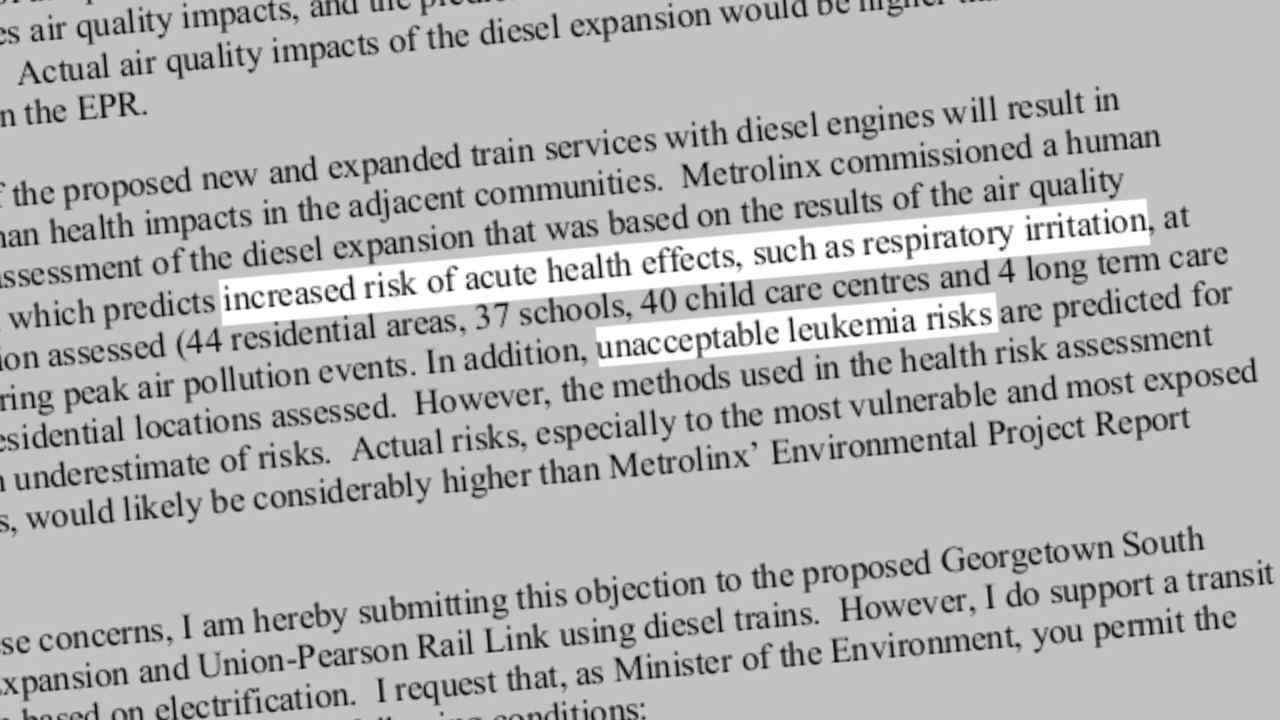 es air quality impacts, and the
Actual air quality impacts of the diesel expansion would be higher
n the EPR.
f the proposed new and expanded train services with diesel engines will result in
an health impacts in the adjacent communities. Metrolinx commissioned a human
ssessment of the diesel expansion that was based on the results of the air quality
which predicts increased risk of acute health effects, such as respiratory irritation, at
ion assessed (44 residential areas, 37 schools, 40 child care centres and 4 long term care
ring peak air pollution events. In addition, unacceptable leukemia risks are predicted for
esidential locations assessed. However, the methods used in the health risk assessment
n underestimate of risks. Actual risks, especially to the most vulnerable and most exposed
s, would likely be considerably higher than Metrolinx’ Environmental Project Report
se concerns, I am hereby submitting this objection to the proposed Georgetown South
xpansion and Union-Pearson Rail Link using diesel trains. However, I do support a transit
based on electrification. I request that, as Minister of the Environment, you permit the
conditions: